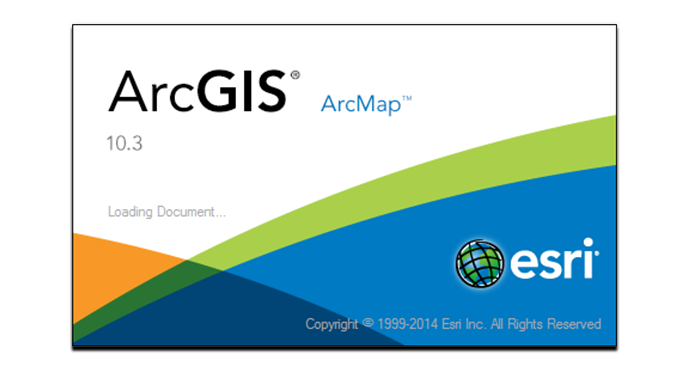 ArcGIS® ArcMap™
10.3
Loading Document...
esri
Copyright © 1999-2014 Esri Inc. All Rights Reserved